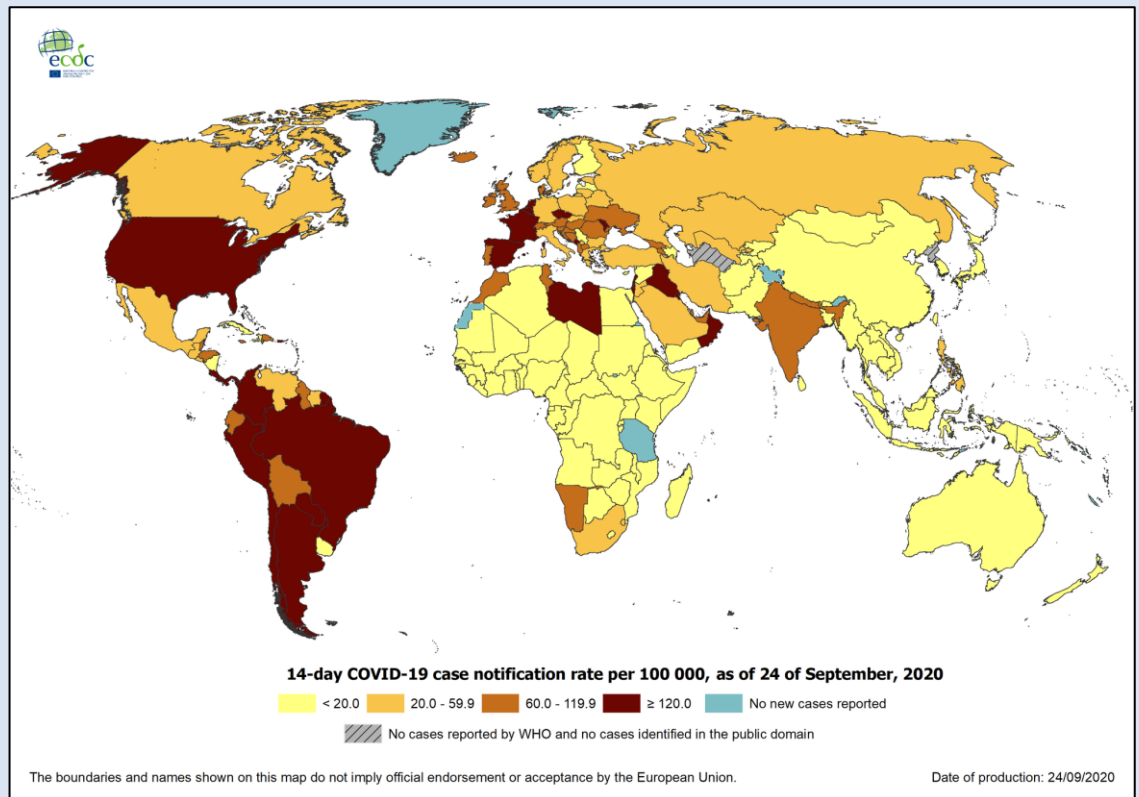 ecdc
14-day COVID-19 case notification rate per 100 000, as of 24 of September, 2020
< 20.0 20.0 - 59.9 60.0 - 119.9 ≥ 120.0 No new cases reported
No cases reported by WHO and no cases identified in the public domain
The boundaries and names shown on this map do not imply official endorsement or acceptance by the European Union. Date of production: 24/09/2020